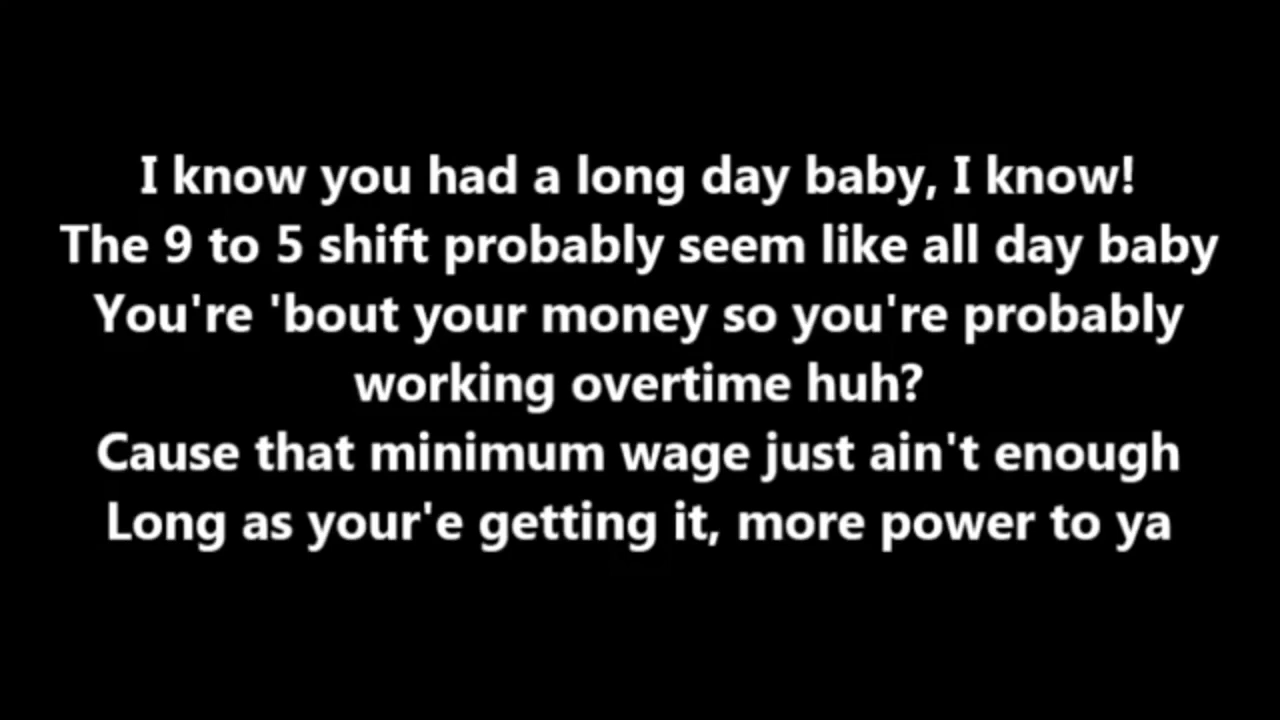 I know you had a long day baby, I know!
The 9 to 5 shift probably seem like all day baby
You're 'bout your money so you're probably
working overtime huh?
Cause that minimum wage just ain't enough
Long as your'e getting it, more power to ya